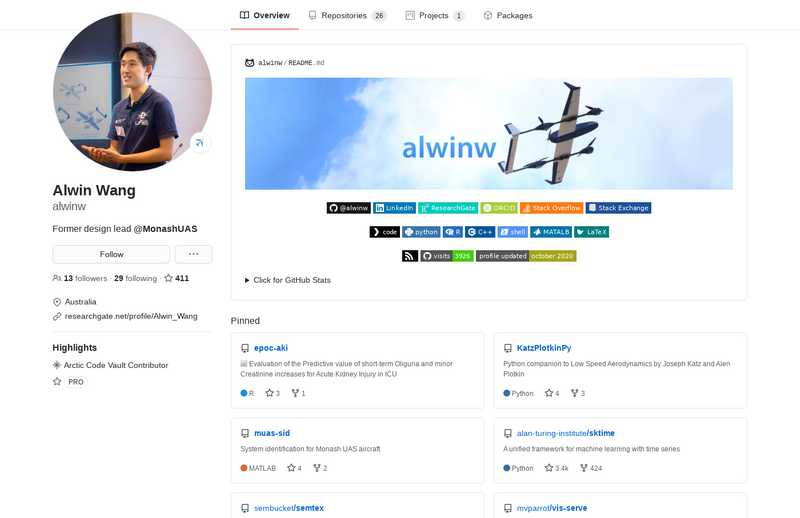 Overview
Repositories 26
Projects 1
Packages
Alwin Wang
alwinw
Former design lead @MonashUAS
Follow
13 followers · 29 following · 411
Australia
researchgate.net/profile/Alwin_Wang
Highlights
Arctic Code Vault Contributor
PRO
alwinw / README.md
alwinw
@alwinw LinkedIn ResearchGate ORCID Stack Overflow Stack Exchange
code python R C++ shell MATALB LaTeX
visits 3926 profile updated october 2020
Click for GitHub Stats
Pinned
epoc-aki
Evaluation of the Predictive value of short-term Oliguria and minor
Creatinine increases for Acute Kidney Injury in ICU
R 3 1
KatzPlotkinPy
Python companion to Low Speed Aerodynamics by Joseph Katz and Alen
Plotkin
Python 4 3
muas-sid
System identification for Monash UAS aircraft
MATLAB 4 2
alan-turing-institute/sktime
A unified framework for machine learning with time series
Python 3.4k 424
sembucket/semtex
mvparrot/vis-serve